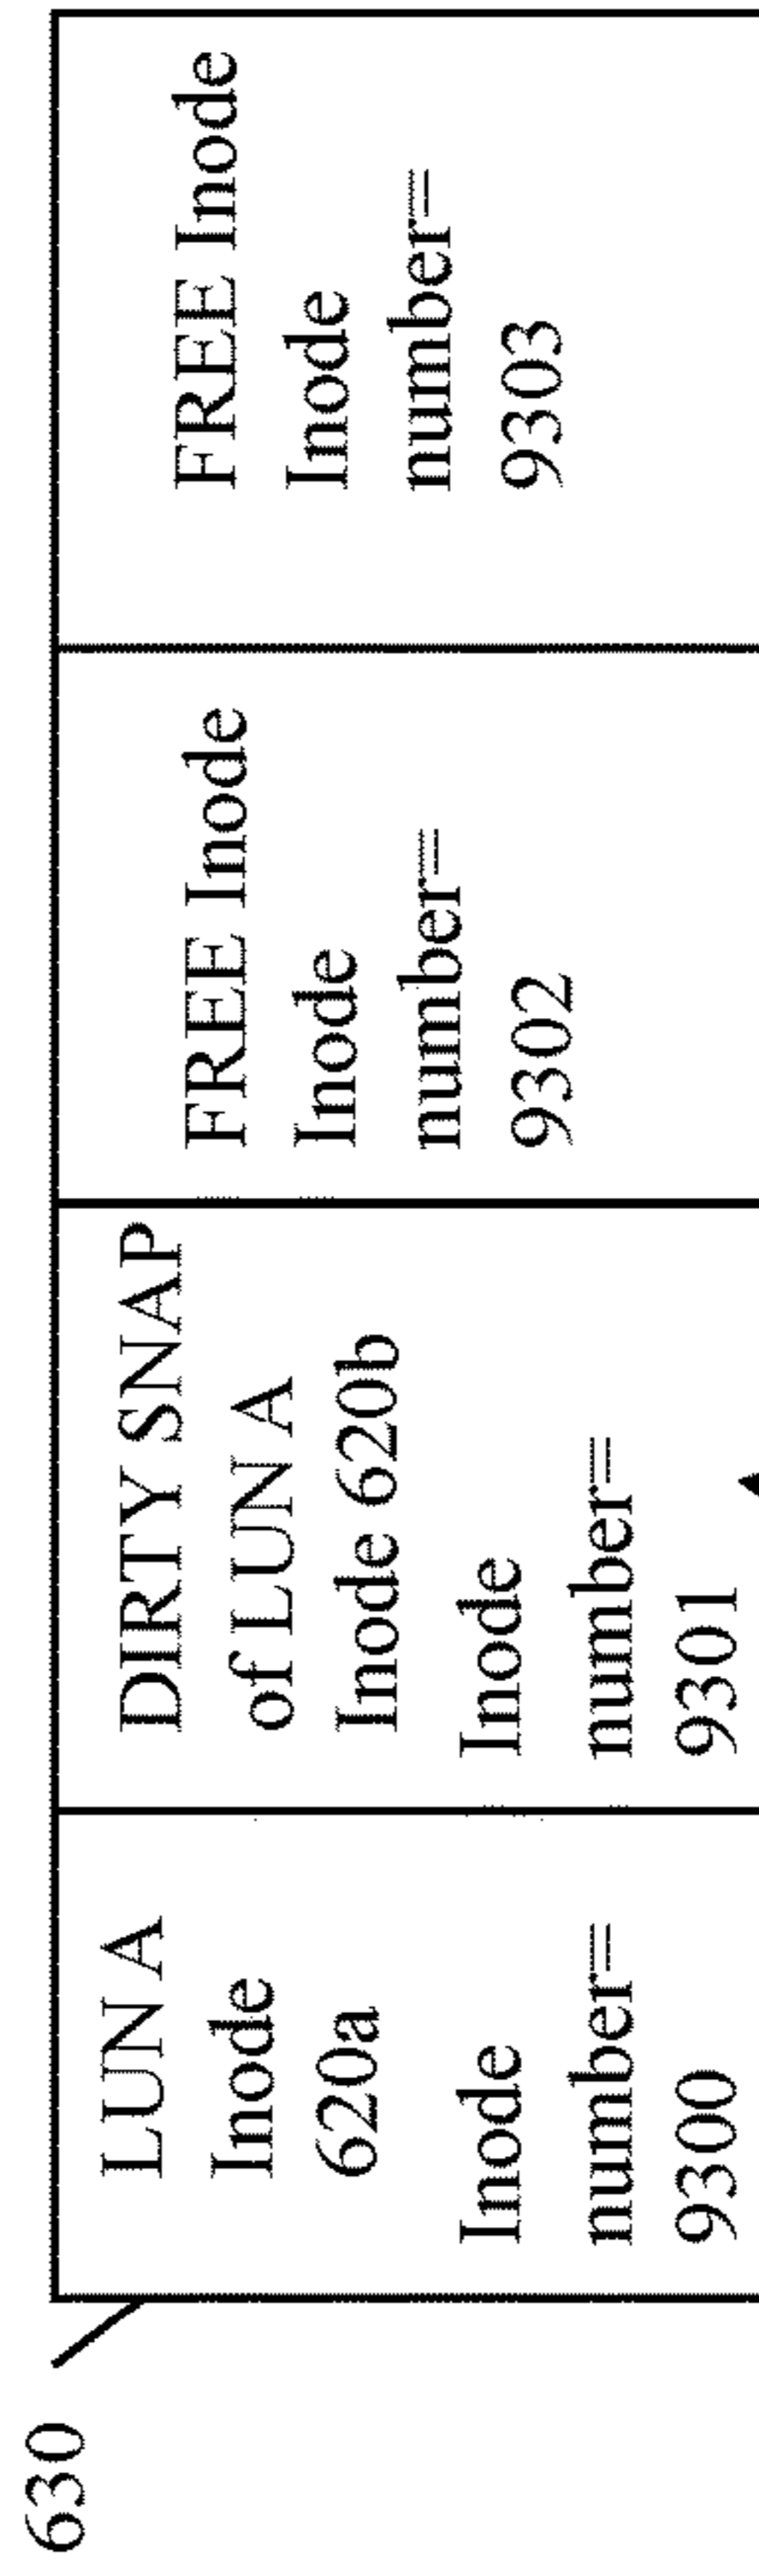 630
LUN A
Inode
620a
Inode
number=
9300
DIRTY SNAP
of LUN A
Inode 620b
Inode
number=
9301
FREE Inode
Inode
number=
9302
FREE Inode
Inode
number=
9303